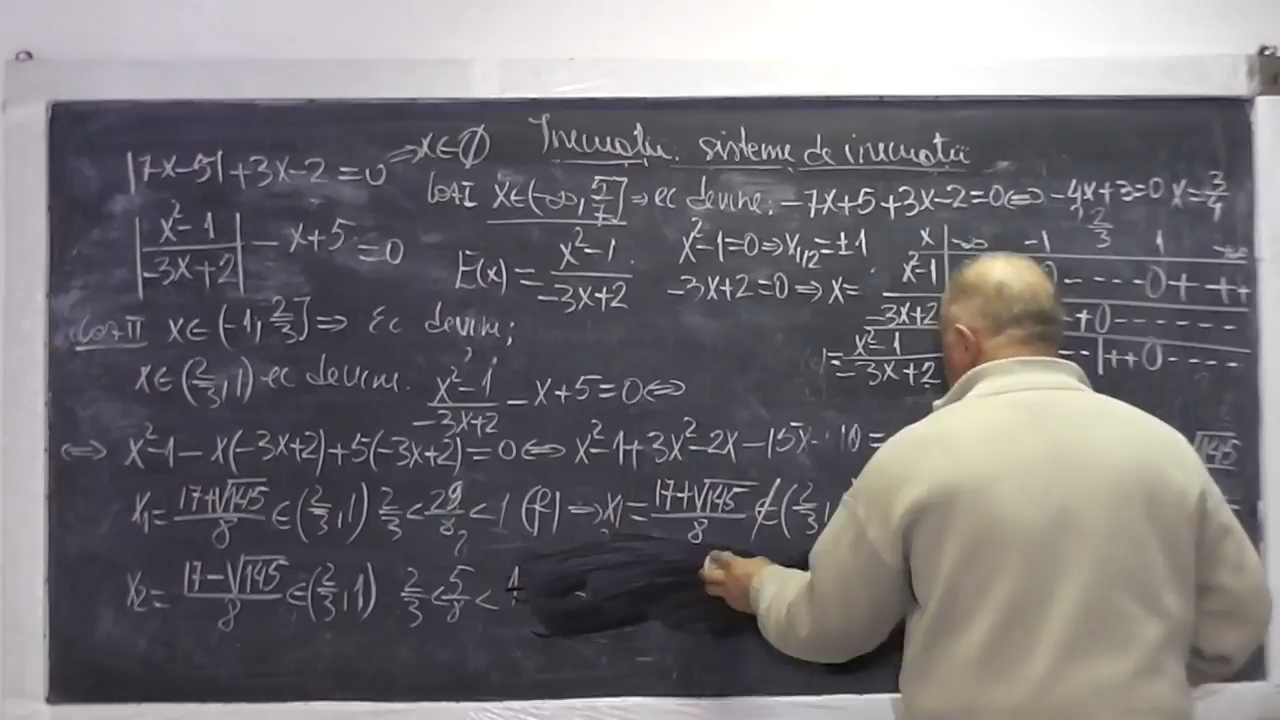 |7x-5|+3x-2=0 ⇒ x∈∅ Inecuații. sisteme de inecuații
Caz I x∈(-∞, 5/7] ⇒ ec devine: -7x+5+3x-2=0 ⇔ -4x+3=0 x=3/4
|x²-1 / -3x+2| - x+5=0
E(x)= x²-1 / -3x+2
x²-1=0 ⇒ x1/2=±1
-3x+2=0 ⇒ x=
x | -∞ -1 2/3 1 +∞
x²-1 0 - - - - 0 + + +
-3x+2 + 0 - - - - - -
x²-1 / -3x+2 - - | + + 0 - - - -
Caz II x∈(-1, 2/3] ⇒ Ec devine;
x∈(2/3, 1) ec devine. x²-1 / -3x+2 - x+5=0 ⇔
⇔ x²-1-x(-3x+2)+5(-3x+2)=0 ⇔ x²-1+3x²-2x-15x 10= √145
x1= 17+√145 / 8 ∈(2/3, 1) 2/3 < 29/8 < 1 (f) ⇒ x1= 17+√145 / 8 ∉(2/3, 1
x2= 17-√145 / 8 ∈(2/3, 1) 2/3 < 5/8 < 1